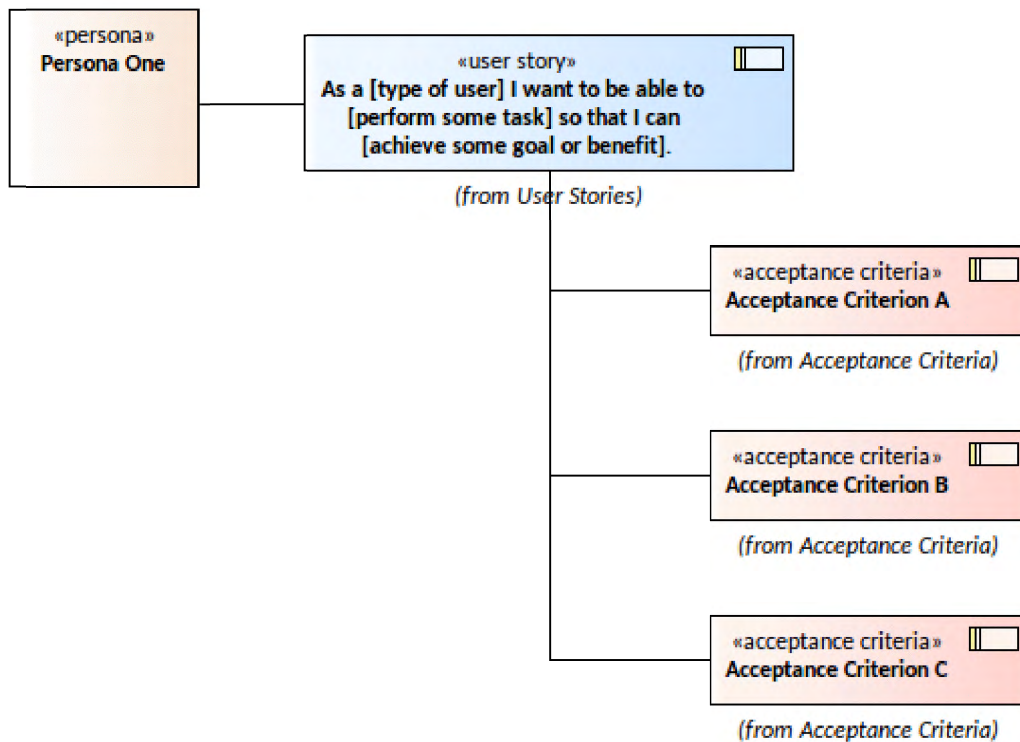 «persona»
Persona One
«user story»
As a [type of user] I want to be able to
[perform some task] so that I can
[achieve some goal or benefit].
(from User Stories)
«acceptance criteria»
Acceptance Criterion A
(from Acceptance Criteria)
«acceptance criteria»
Acceptance Criterion B
(from Acceptance Criteria)
«acceptance criteria»
Acceptance Criterion C
(from Acceptance Criteria)